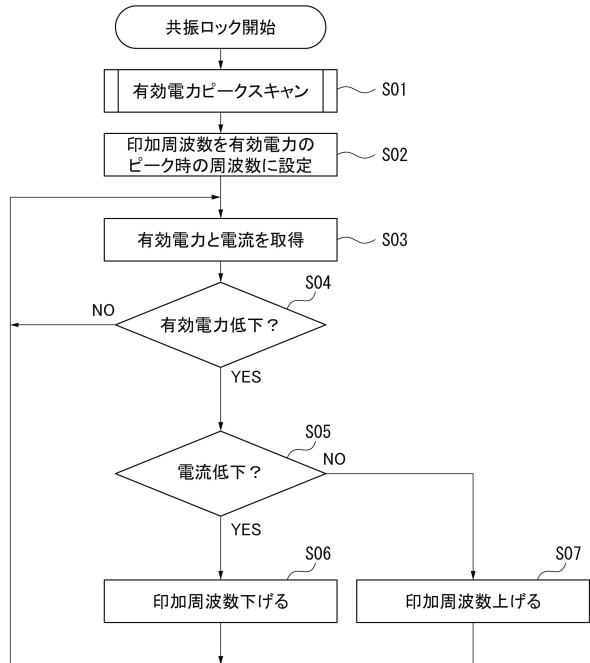 共振ロック開始
有効電力ピークスキャン
S01
印加周波数を有効電力の
ピーク時の周波数に設定
S02
有効電力と電流を取得
S03
S04
NO
有効電力低下？
YES
S05
電流低下？
NO
YES
S06
印加周波数下げる
S07
印加周波数上げる